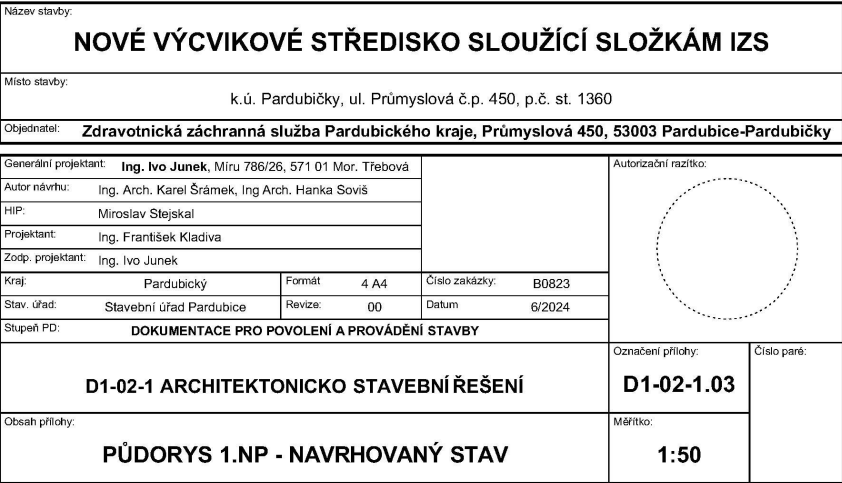 Název stavby:
NOVÉ VÝCVIKOVÉ STŘEDISKO SLOUŽÍCÍ SLOŽKÁM IZS
Místo stavby:
k.ú. Pardubičky, ul. Průmyslová č.p. 450, p.č. st. 1360
Objednatel: Zdravotnická záchranná služba Pardubického kraje, Průmyslová 450, 53003 Pardubice-Pardubičky
Generální projektant: Ing. Ivo Junek, Míru 786/26, 571 01 Mor. Třebová
Autorizační razítko:
Autor návrhu: Ing. Arch. Karel Šrámek, Ing Arch. Hanka Soviš
HIP: Miroslav Stejskal
Projektant: Ing. František Kladiva
Zodp. projektant: Ing. Ivo Junek
Kraj: Pardubický Formát 4 A4 Číslo zakázky: B0823
Stav. úřad: Stavební úřad Pardubice Revize: 00 Datum 6/2024
Stupeň PD: DOKUMENTACE PRO POVOLENÍ A PROVÁDĚNÍ STAVBY
Označení přílohy: Číslo paré:
D1-02-1 ARCHITEKTONICKO STAVEBNÍ ŘEŠENÍ D1-02-1.03
Obsah přílohy: Měřítko:
PŮDORYS 1.NP - NAVRHOVANÝ STAV 1:50